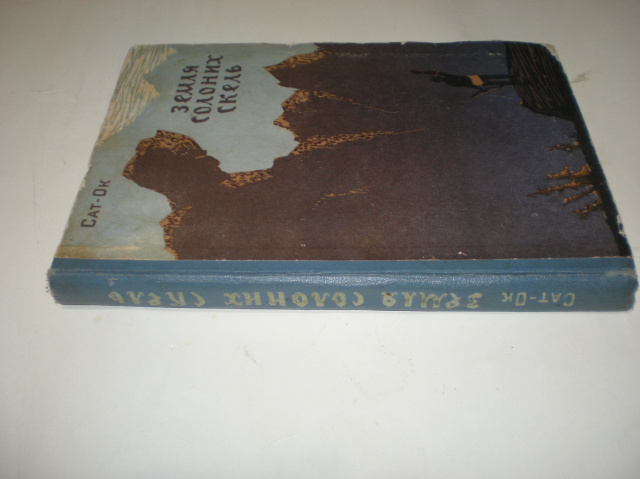 Сат-Ок
Земля
солоних
скель
Сат-Ок Земля солоних скель